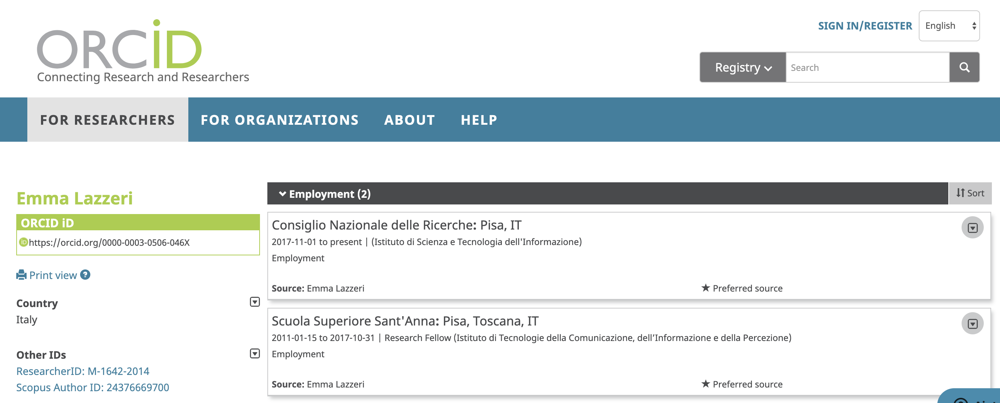 ORCiD
Connecting Research and Researchers
SIGN IN/REGISTER
English
Registry
Search
FOR RESEARCHERS
FOR ORGANIZATIONS
ABOUT
HELP
Emma Lazzeri
ORCID iD
iD https://orcid.org/0000-0003-0506-046X
Print view ?
Country
Italy
Other IDs
ResearcherID: M-1642-2014
Scopus Author ID: 24376669700
Employment (2)
Sort
Consiglio Nazionale delle Ricerche: Pisa, IT
2017-11-01 to present | (Istituto di Scienza e Tecnologia dell'Informazione)
Employment
Source: Emma Lazzeri
★ Preferred source
Scuola Superiore Sant'Anna: Pisa, Toscana, IT
2011-01-15 to 2017-10-31 | Research Fellow (Istituto di Tecnologie della Comunicazione, dell’Informazione e della Percezione)
Employment
Source: Emma Lazzeri
★ Preferred source